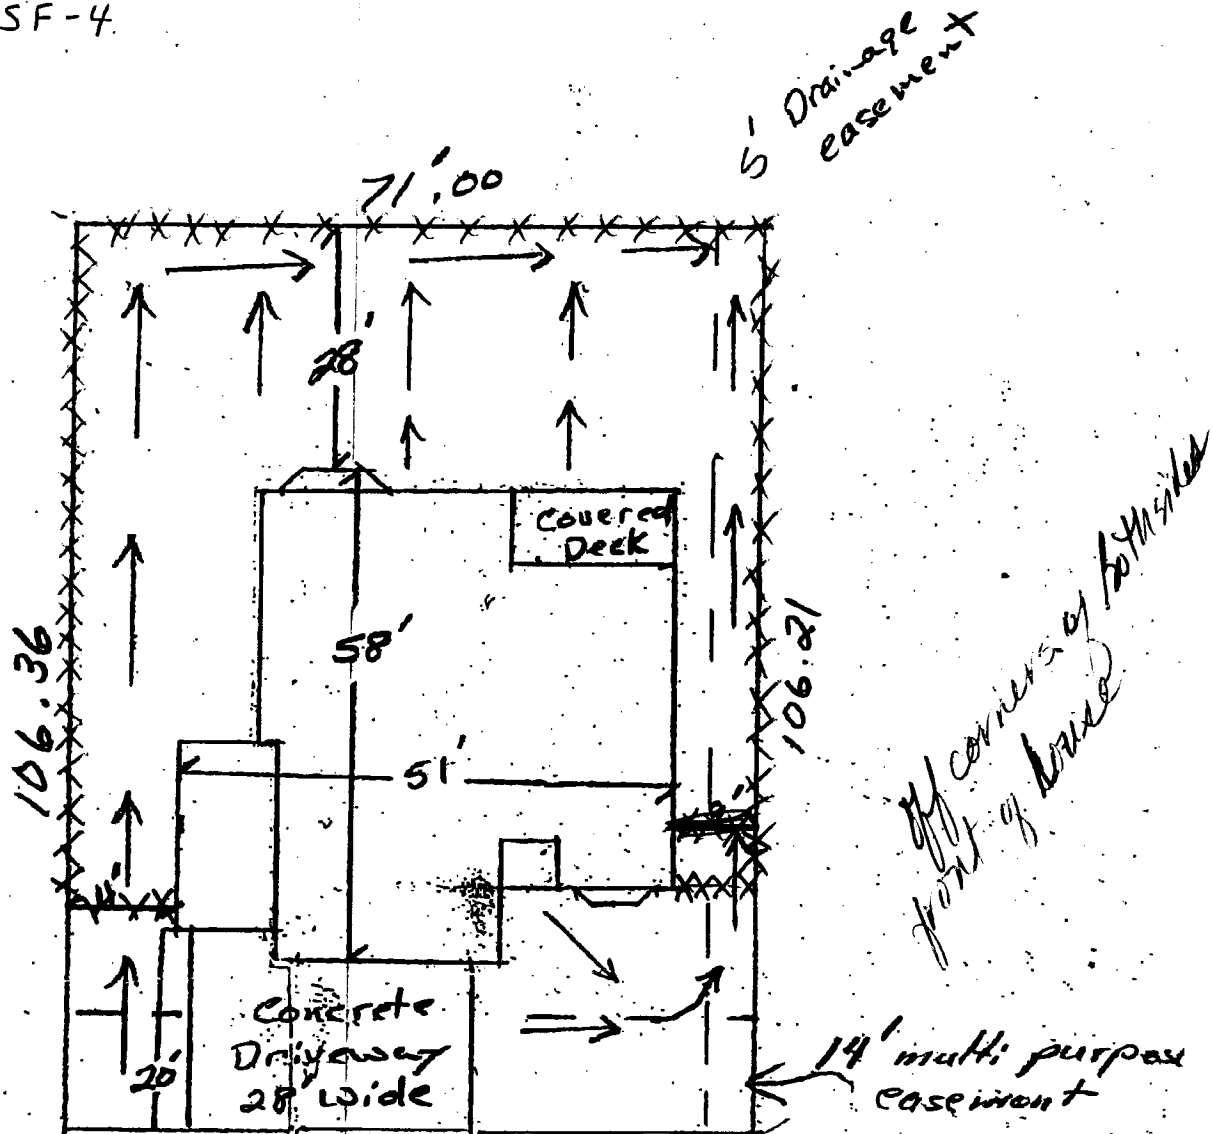 SF-4
5' Drainage
easement
71'.00
28'
Covered
Deck
58'
106.36
106.21
51'
off corners of both sides
front of house
Concrete
Driveway
28' wide
20'
14' multi purpose
easement